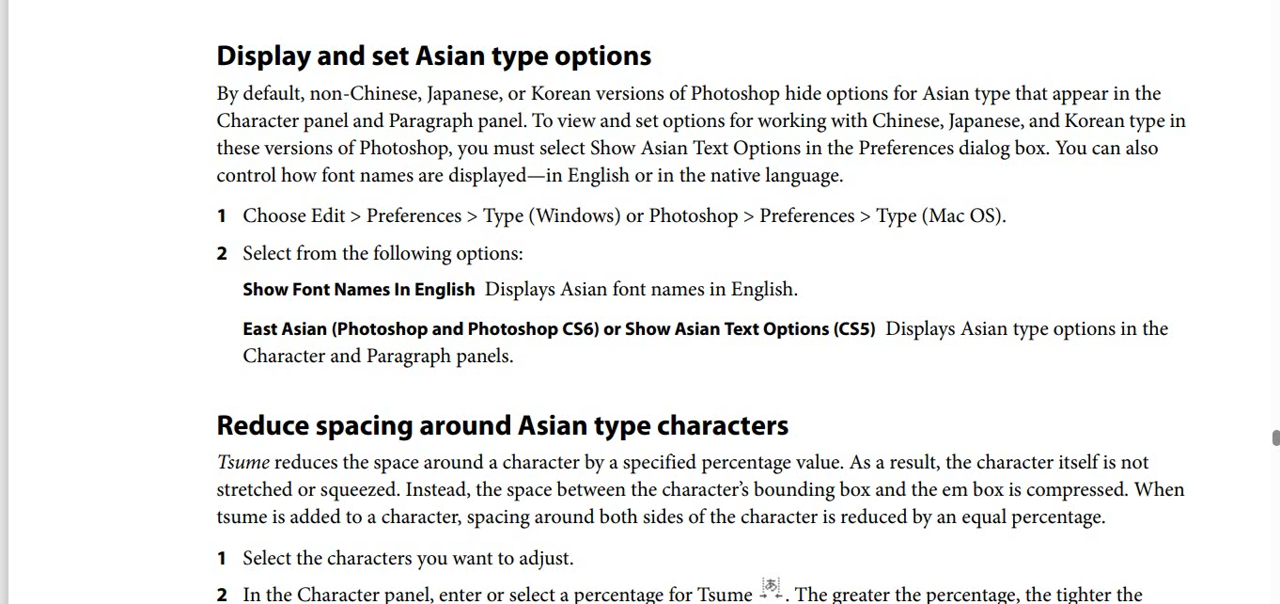 Display and set Asian type options
By default, non-Chinese, Japanese, or Korean versions of Photoshop hide options for Asian type that appear in the
Character panel and Paragraph panel. To view and set options for working with Chinese, Japanese, and Korean type in
these versions of Photoshop, you must select Show Asian Text Options in the Preferences dialog box. You can also
control how font names are displayed—in English or in the native language.
1 Choose Edit > Preferences > Type (Windows) or Photoshop > Preferences > Type (Mac OS).
2 Select from the following options:
Show Font Names In English Displays Asian font names in English.
East Asian (Photoshop and Photoshop CS6) or Show Asian Text Options (CS5) Displays Asian type options in the
Character and Paragraph panels.
Reduce spacing around Asian type characters
Tsume reduces the space around a character by a specified percentage value. As a result, the character itself is not
stretched or squeezed. Instead, the space between the character’s bounding box and the em box is compressed. When
tsume is added to a character, spacing around both sides of the character is reduced by an equal percentage.
1 Select the characters you want to adjust.
2 In the Character panel, enter or select a percentage for Tsume あ. The greater the percentage, the tighter the